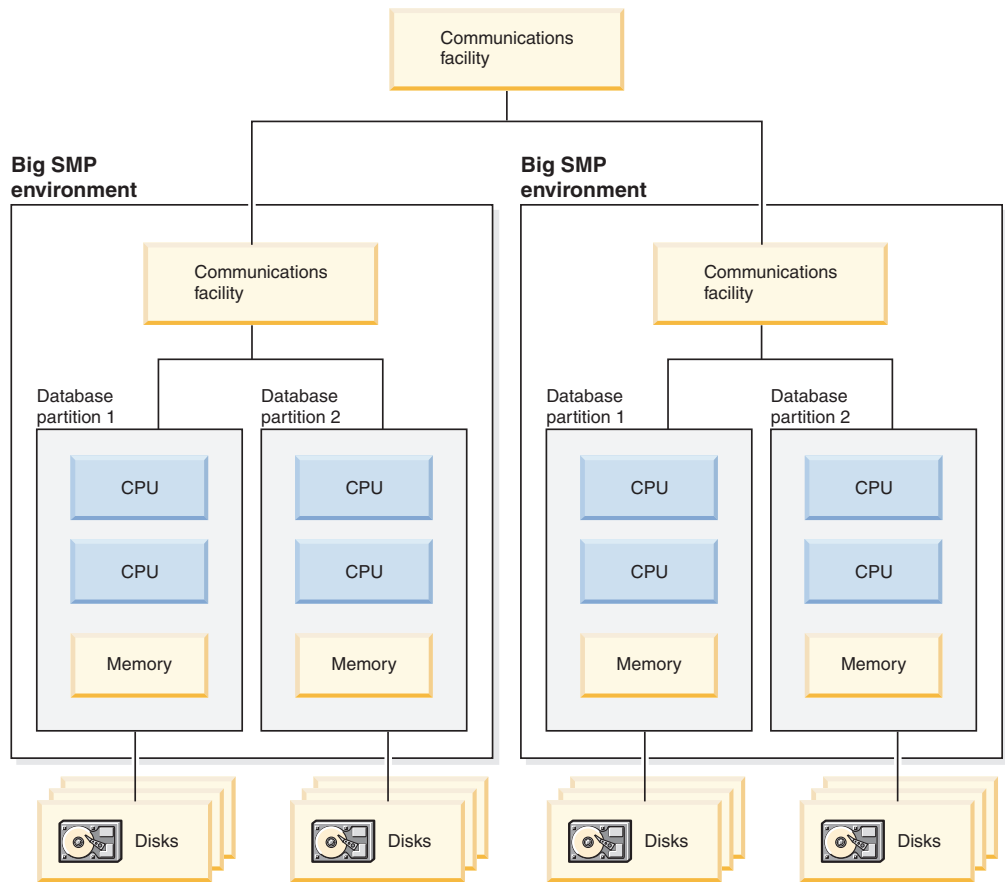 Communications
facility
Big SMP
environment
Big SMP
environment
Communications
facility
Communications
facility
Database
partition 1
Database
partition 2
Database
partition 1
Database
partition 2
CPU
CPU
CPU
CPU
CPU
CPU
CPU
CPU
Memory
Memory
Memory
Memory
Disks
Disks
Disks
Disks